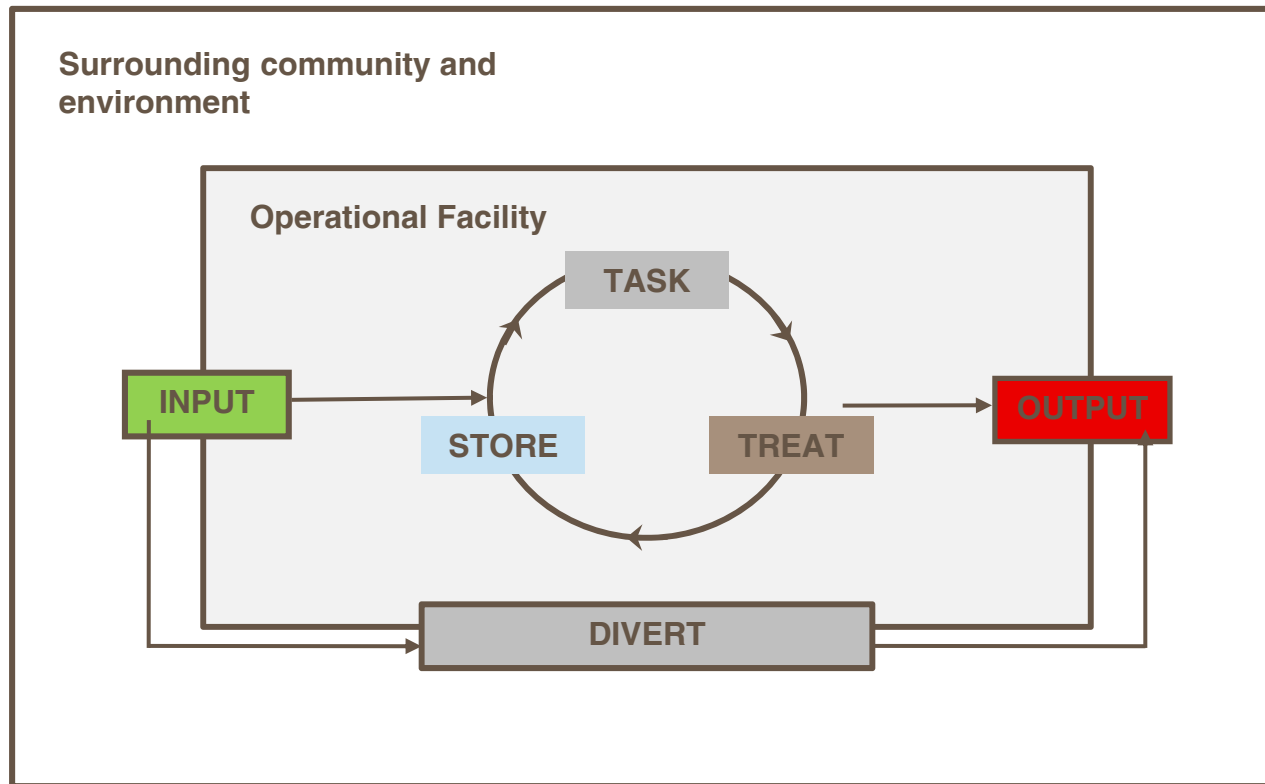 Surrounding community and
environment
Operational Facility
TASK
INPUT
OUTPUT
STORE
TREAT
DIVERT